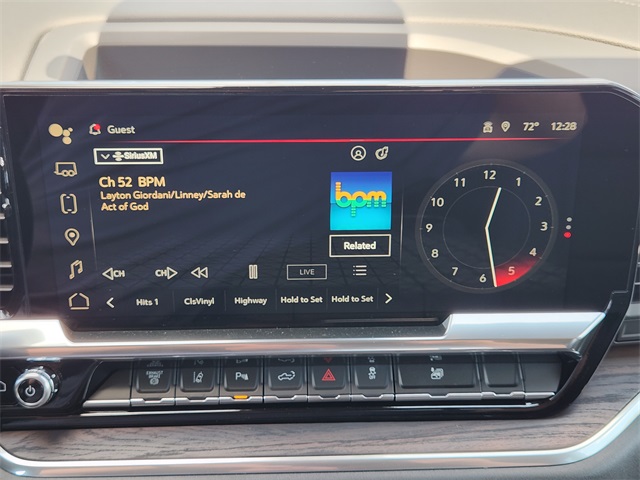 Guest
72° 12:28
SiriusXM
Ch 52 BPM
Layton Giordani/Linney/Sarah de
Act of God
bpm
Related
CH CH LIVE
Hits 1 ClsVinyl Highway Hold to Set Hold to Set
12
1
2
3
4
5
6
7
8
9
10
11
EXHAUST BRAKE